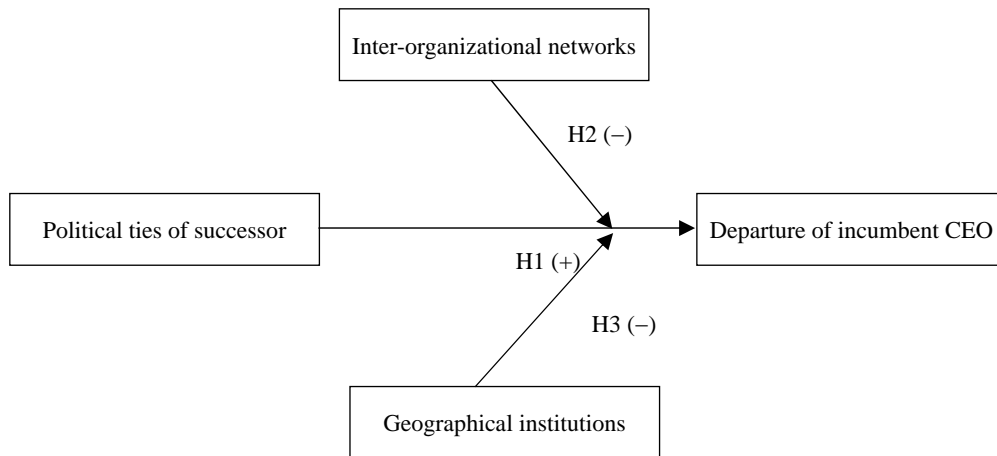 Inter-organizational networks
H2 (−)
Political ties of successor
Departure of incumbent CEO
H1 (+)
H3 (−)
Geographical institutions